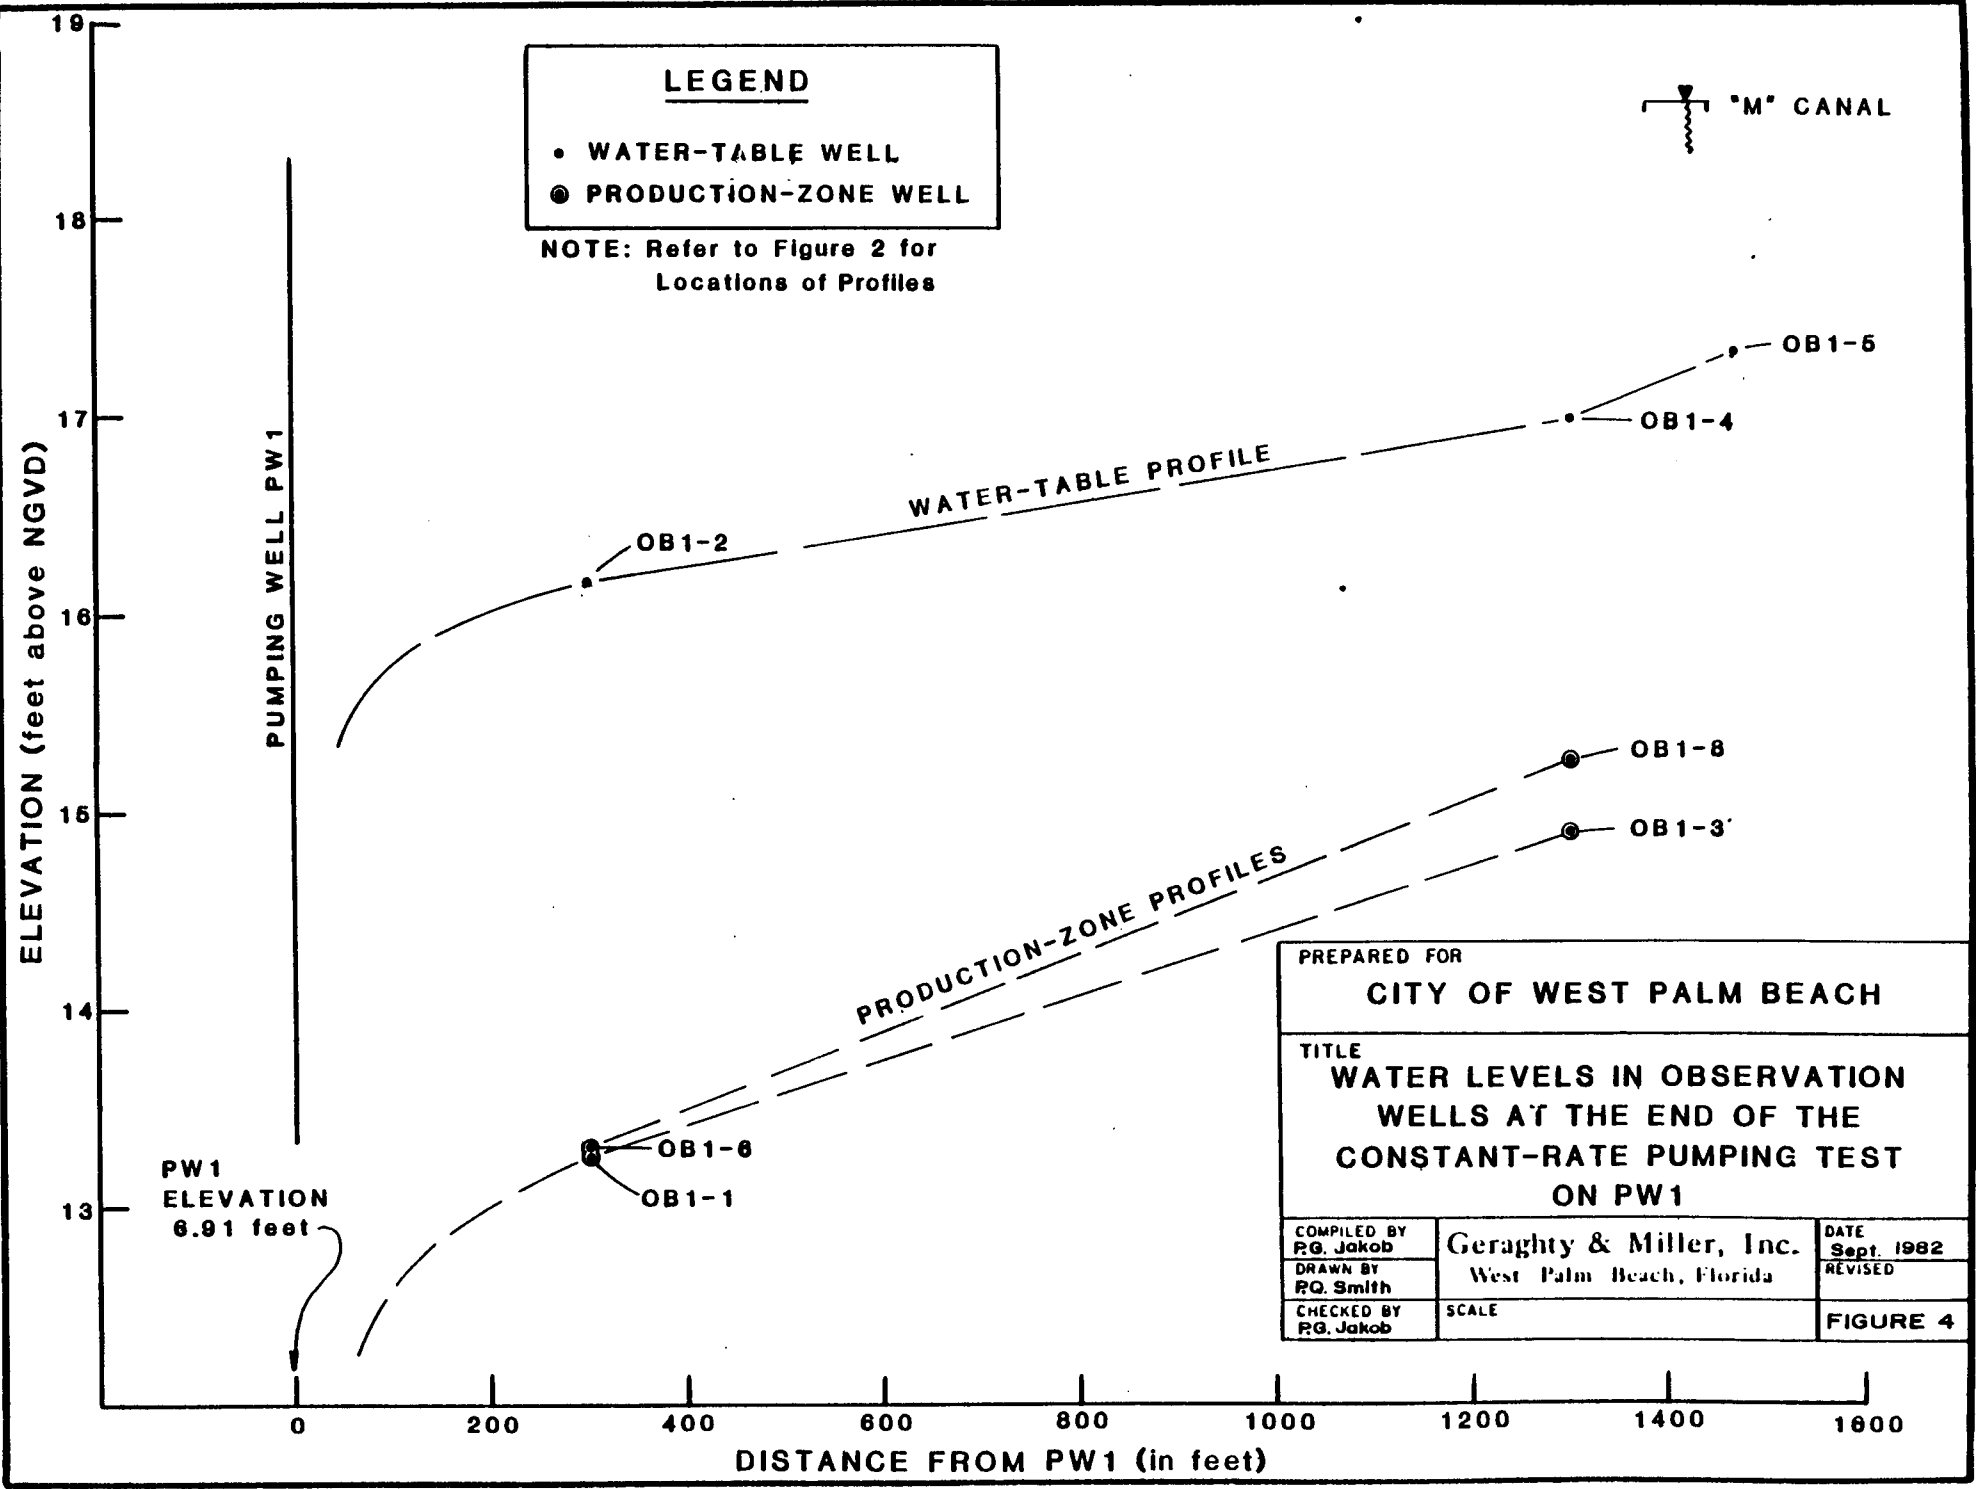 19
18
17
16
15
14
13
ELEVATION (feet above NGVD)
LEGEND
WATER-TABLE WELL
PRODUCTION-ZONE WELL
NOTE: Refer to Figure 2 for
Locations of Profiles
"M" CANAL
PUMPING WELL PW1
OB1-5
OB1-4
WATER-TABLE PROFILE
OB1-2
OB1-8
OB1-3
PRODUCTION-ZONE PROFILES
OB1-6
OB1-1
PW1
ELEVATION
6.91 feet
0 200 400 600 800 1000 1200 1400 1600
DISTANCE FROM PW1 (in feet)
PREPARED FOR
CITY OF WEST PALM BEACH
TITLE
WATER LEVELS IN OBSERVATION
WELLS AT THE END OF THE
CONSTANT-RATE PUMPING TEST
ON PW1
COMPILED BY
P.G. Jakob
DRAWN BY
P.Q. Smith
CHECKED BY
P.G. Jakob
Geraghty & Miller, Inc.
West Palm Beach, Florida
SCALE
DATE
Sept. 1982
REVISED
FIGURE 4